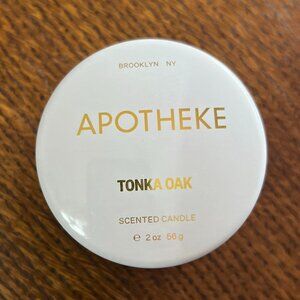 BROOKLYN NY
APOTHEKE
TONKA OAK
SCENTED CANDLE
℮ 2 oz 56 g